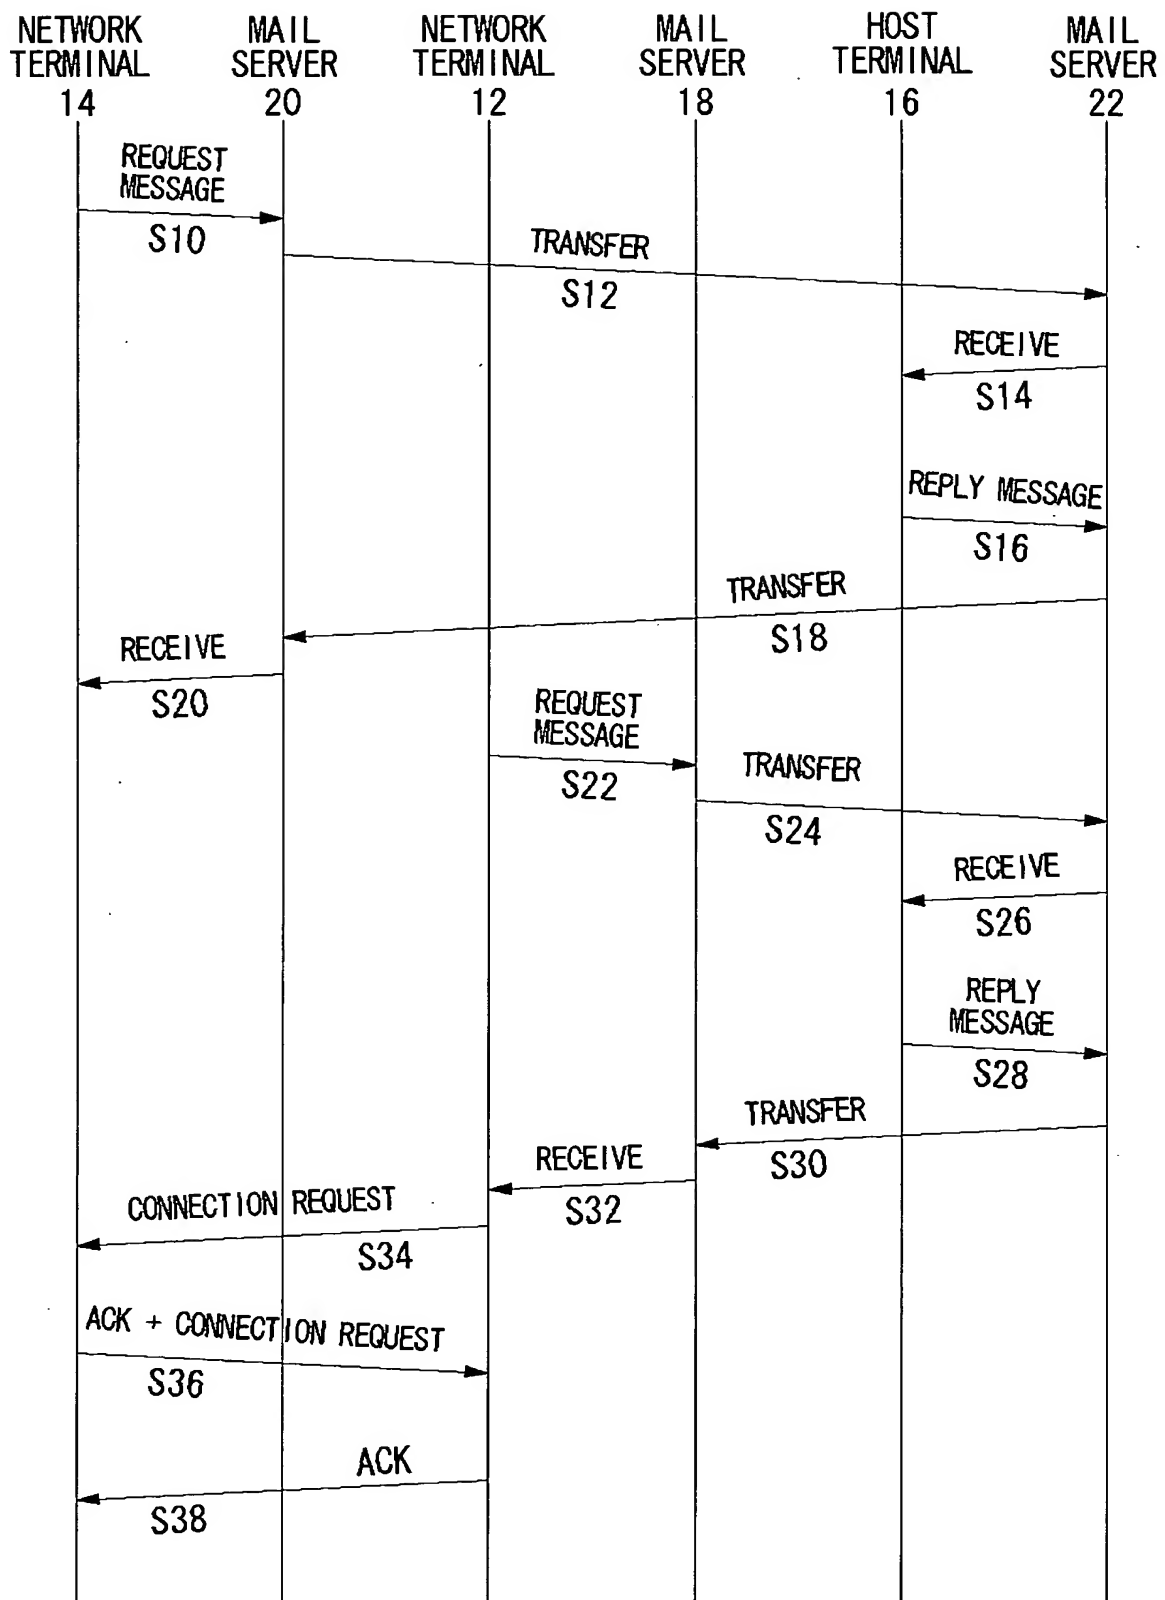 NETWORK TERMINAL 14
MAIL SERVER 20
NETWORK TERMINAL 12
MAIL SERVER 18
HOST TERMINAL 16
MAIL SERVER 22
REQUEST
MESSAGE
S10
TRANSFER
S12
RECEIVE
S14
REPLY MESSAGE
S16
TRANSFER
S18
RECEIVE
S20
REQUEST
MESSAGE
S22
TRANSFER
S24
RECEIVE
S26
REPLY
MESSAGE
S28
TRANSFER
S30
RECEIVE
S32
CONNECTION REQUEST
S34
ACK + CONNECTION REQUEST
S36
ACK
S38